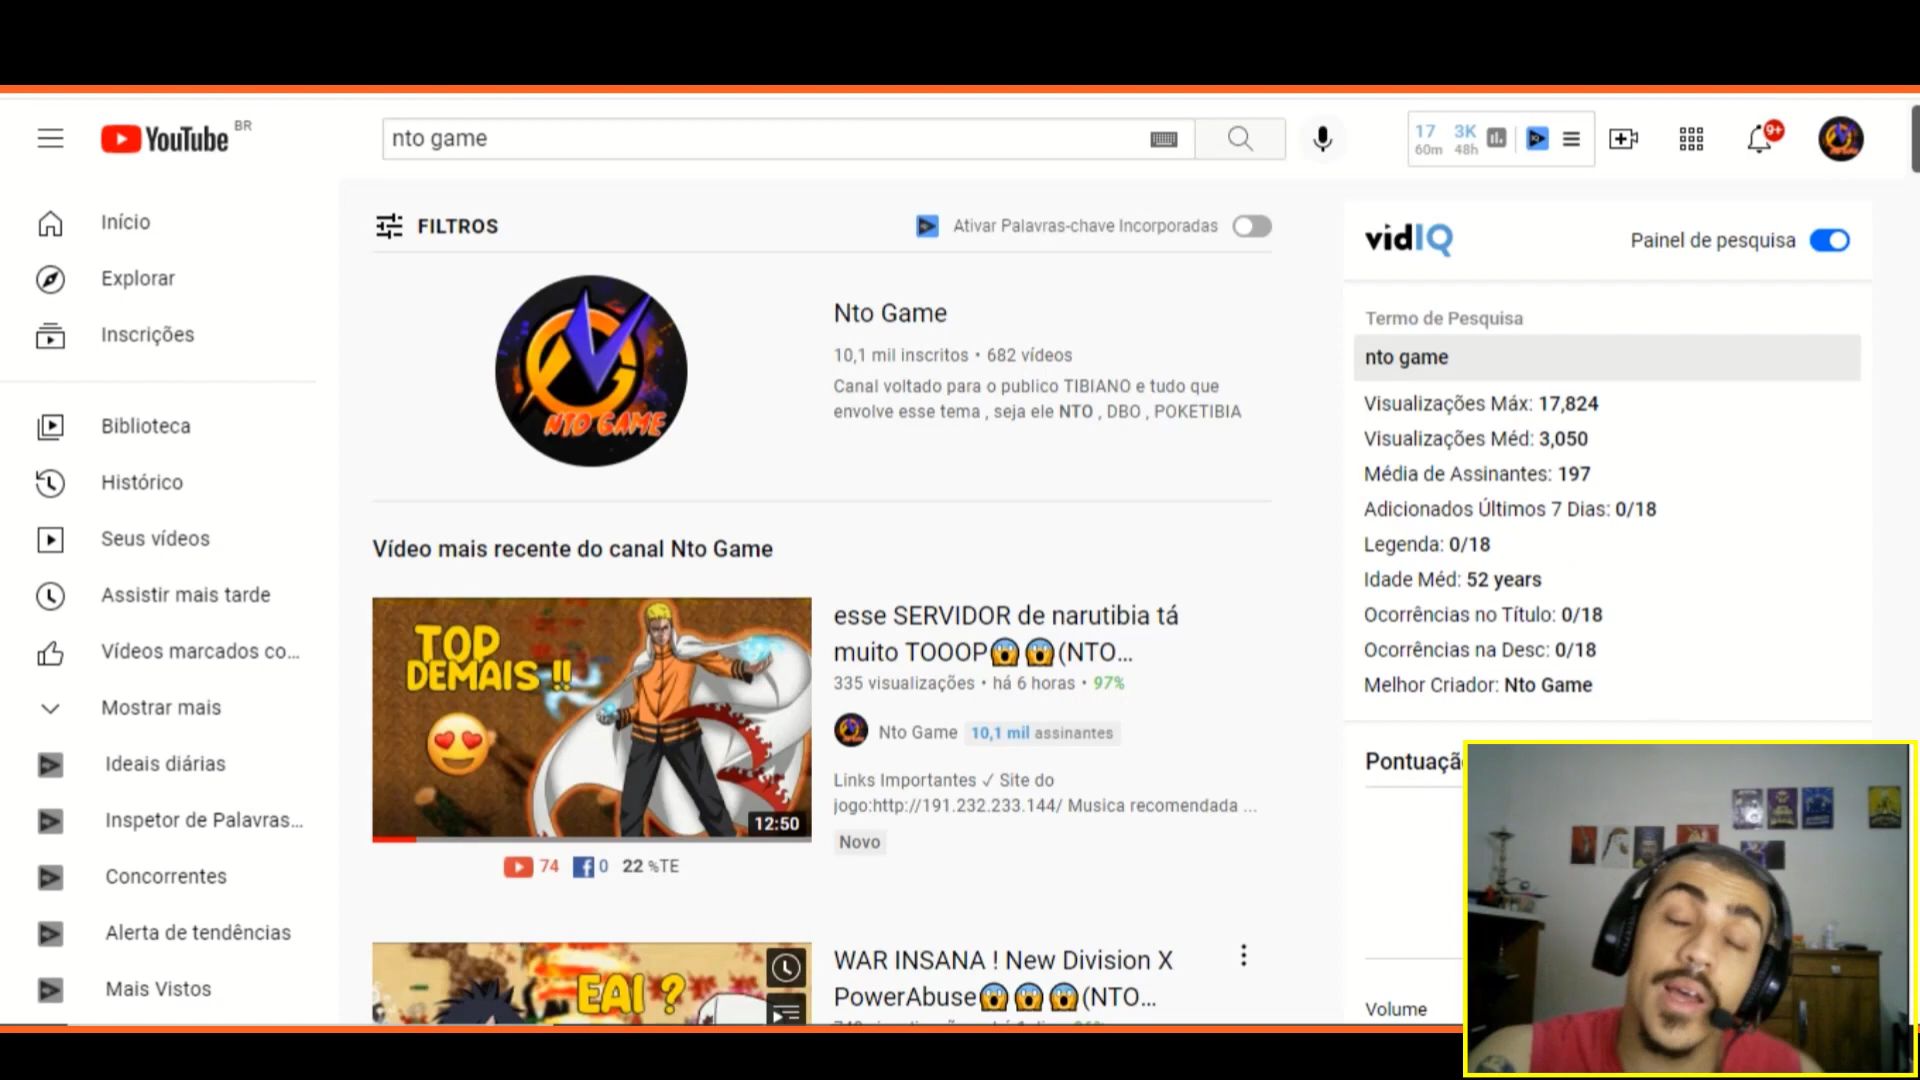 YouTube BR
nto game
17 3K
60m 48h
9+
Início
Explorar
Inscrições
Biblioteca
Histórico
Seus vídeos
Assistir mais tarde
Vídeos marcados co...
Mostrar mais
Ideais diárias
Inspetor de Palavras...
Concorrentes
Alerta de tendências
Mais Vistos
FILTROS
Ativar Palavras-chave Incorporadas
NTO GAME
Nto Game
10,1 mil inscritos • 682 vídeos
Canal voltado para o publico TIBIANO e tudo que
envolve esse tema , seja ele NTO , DBO , POKETIBIA
Vídeo mais recente do canal Nto Game
TOP
DEMAIS !!
12:50
74 0 22 %TE
esse SERVIDOR de narutibia tá
muito TOOOP😱😱(NTO...
335 visualizações • há 6 horas • 97%
Nto Game 10,1 mil assinantes
Links Importantes ✓ Site do
jogo:http://191.232.233.144/ Musica recomendada ...
Novo
EAI ?
WAR INSANA ! New Division X
PowerAbuse😱😱😱(NTO...
vidIQ
Painel de pesquisa
Termo de Pesquisa
nto game
Visualizações Máx: 17,824
Visualizações Méd: 3,050
Média de Assinantes: 197
Adicionados Últimos 7 Dias: 0/18
Legenda: 0/18
Idade Méd: 52 years
Ocorrências no Título: 0/18
Ocorrências na Desc: 0/18
Melhor Criador: Nto Game
Pontuaçã
Volume